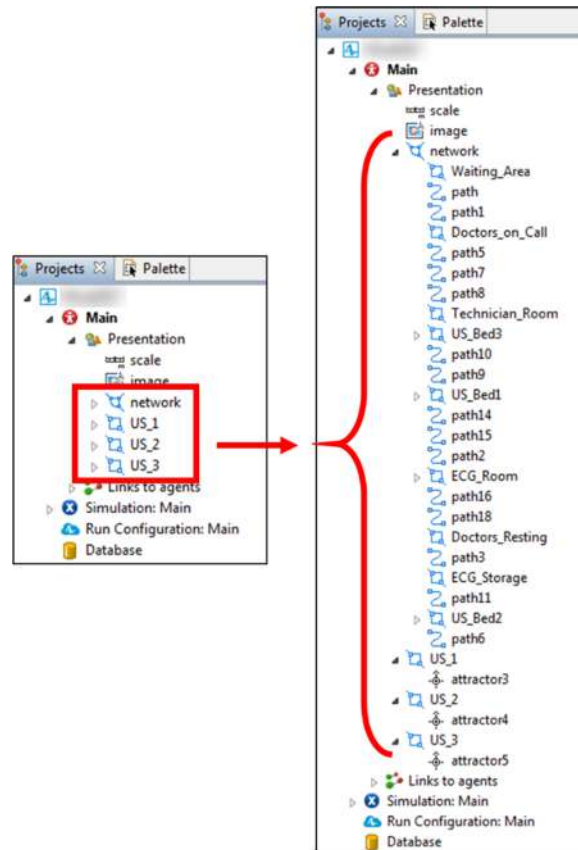 Projects Palette
Main
Presentation
scale
image
network
US_1
US_2
US_3
Links to agents
Simulation: Main
Run Configuration: Main
Database
Projects Palette
Main
Presentation
scale
image
network
Waiting_Area
path
path1
Doctors_on_Call
path5
path7
path8
Technician_Room
US_Bed3
path10
path9
US_Bed1
path14
path15
path2
ECG_Room
path16
path18
Doctors_Resting
path3
ECG_Storage
path11
US_Bed2
path6
US_1
attractor3
US_2
attractor4
US_3
attractor5
Links to agents
Simulation: Main
Run Configuration: Main
Database